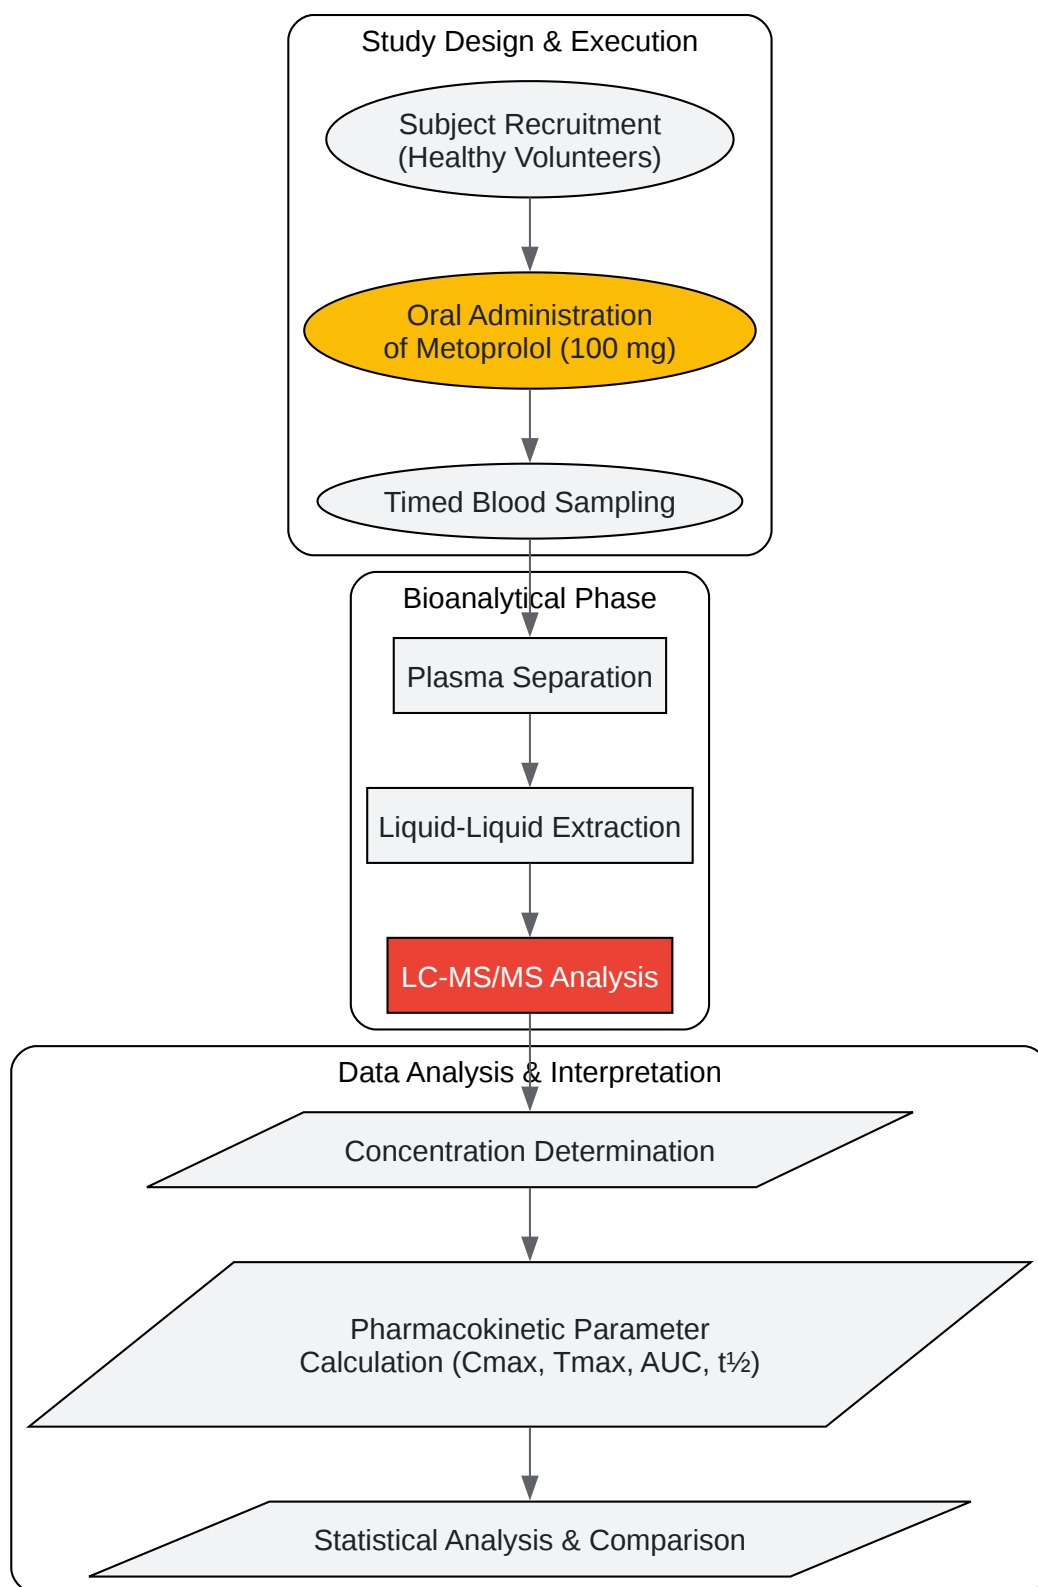 Study Design & Execution
Subject Recruitment
(Healthy Volunteers)
Oral Administration
of Metoprolol (100 mg)
Timed Blood Sampling
Bioanalytical Phase
Plasma Separation
Liquid-Liquid Extraction
LC-MS/MS Analysis
Data Analysis & Interpretation
Concentration Determination
Pharmacokinetic Parameter
Calculation (Cmax, Tmax, AUC, t½)
Statistical Analysis & Comparison